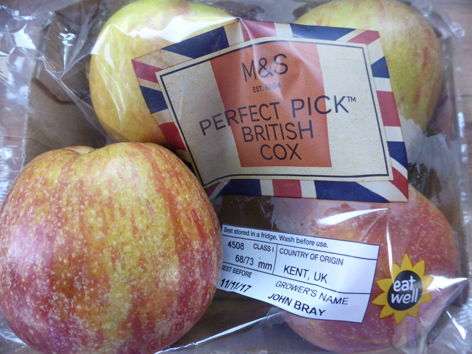 M&S
EST. 1884
PERFECT PICK™
BRITISH
COX
Best stored in a fridge. Wash before use.
4508 CLASS I
68/73 mm
COUNTRY OF ORIGIN
KENT, UK
BEST BEFORE
11/11/17
GROWER'S NAME
JOHN BRAY
eat
well